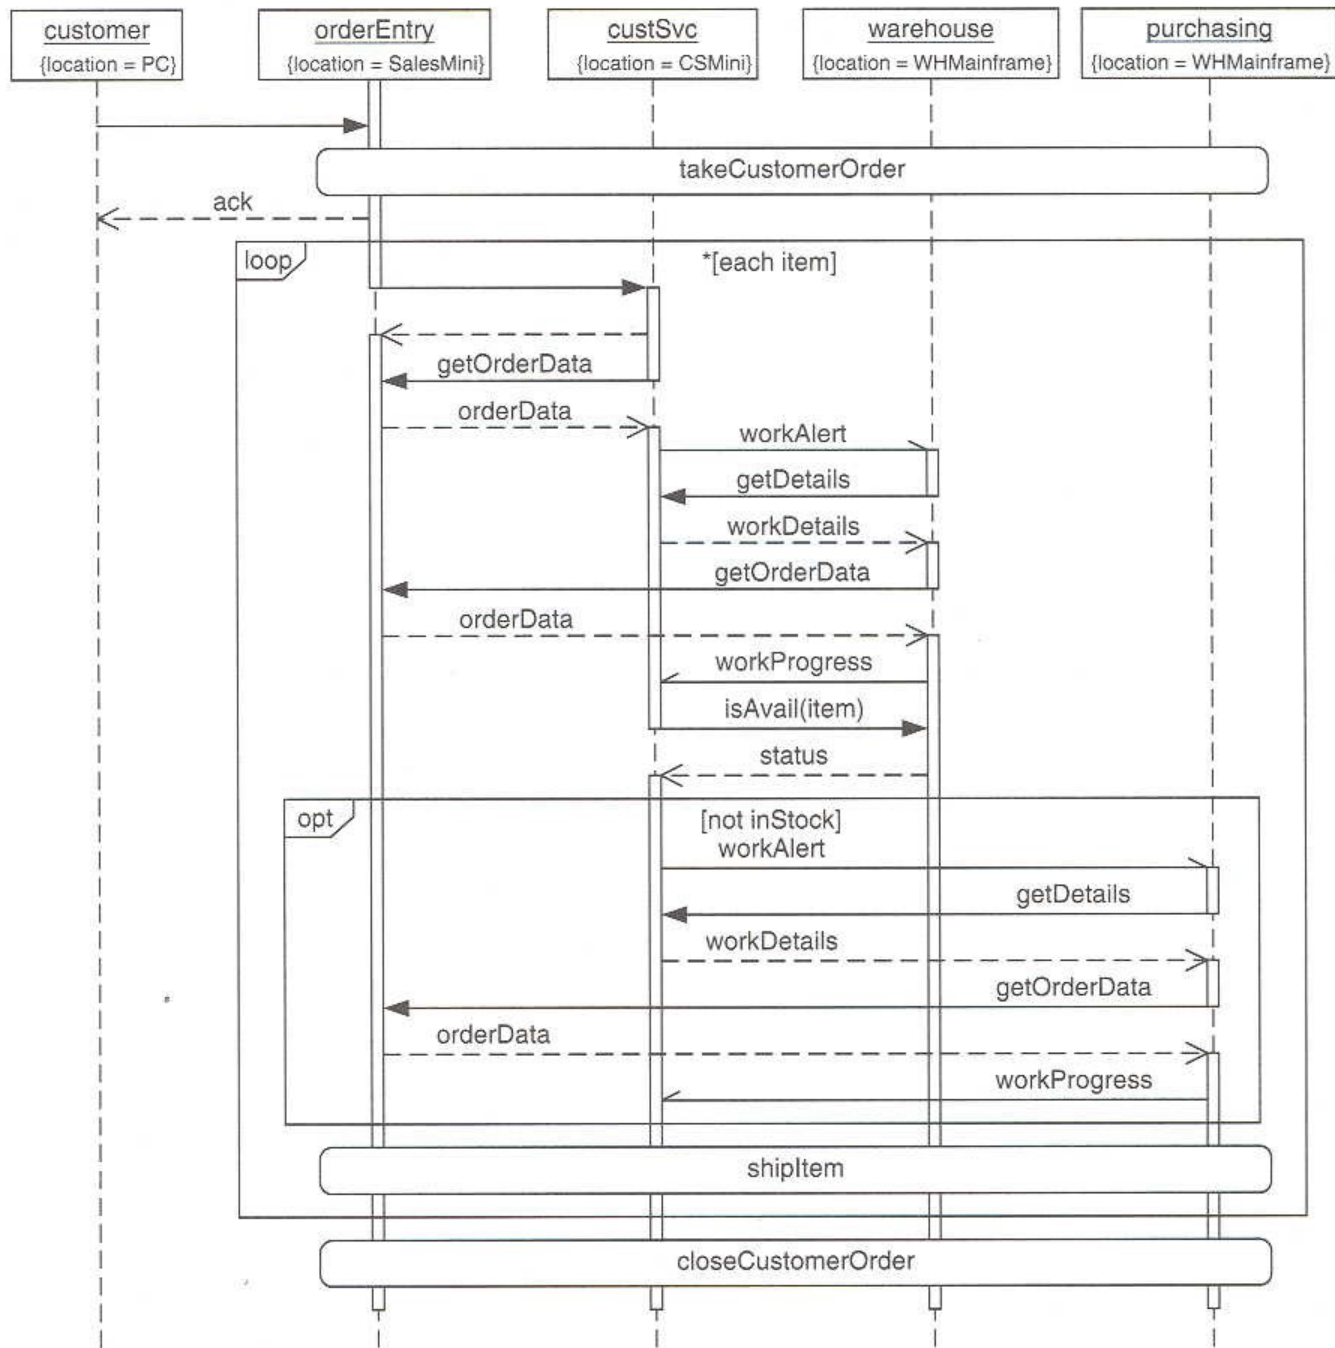 customer
{location = PC}
orderEntry
{location = SalesMini}
custSvc
{location = CSMini}
warehouse
{location = WHMainframe}
purchasing
{location = WHMainframe}
takeCustomerOrder
ack
loop
*[each item]
getOrderData
orderData
workAlert
getDetails
workDetails
getOrderData
orderData
workProgress
isAvail(item)
status
opt
[not inStock]
workAlert
getDetails
workDetails
getOrderData
orderData
workProgress
shipItem
closeCustomerOrder